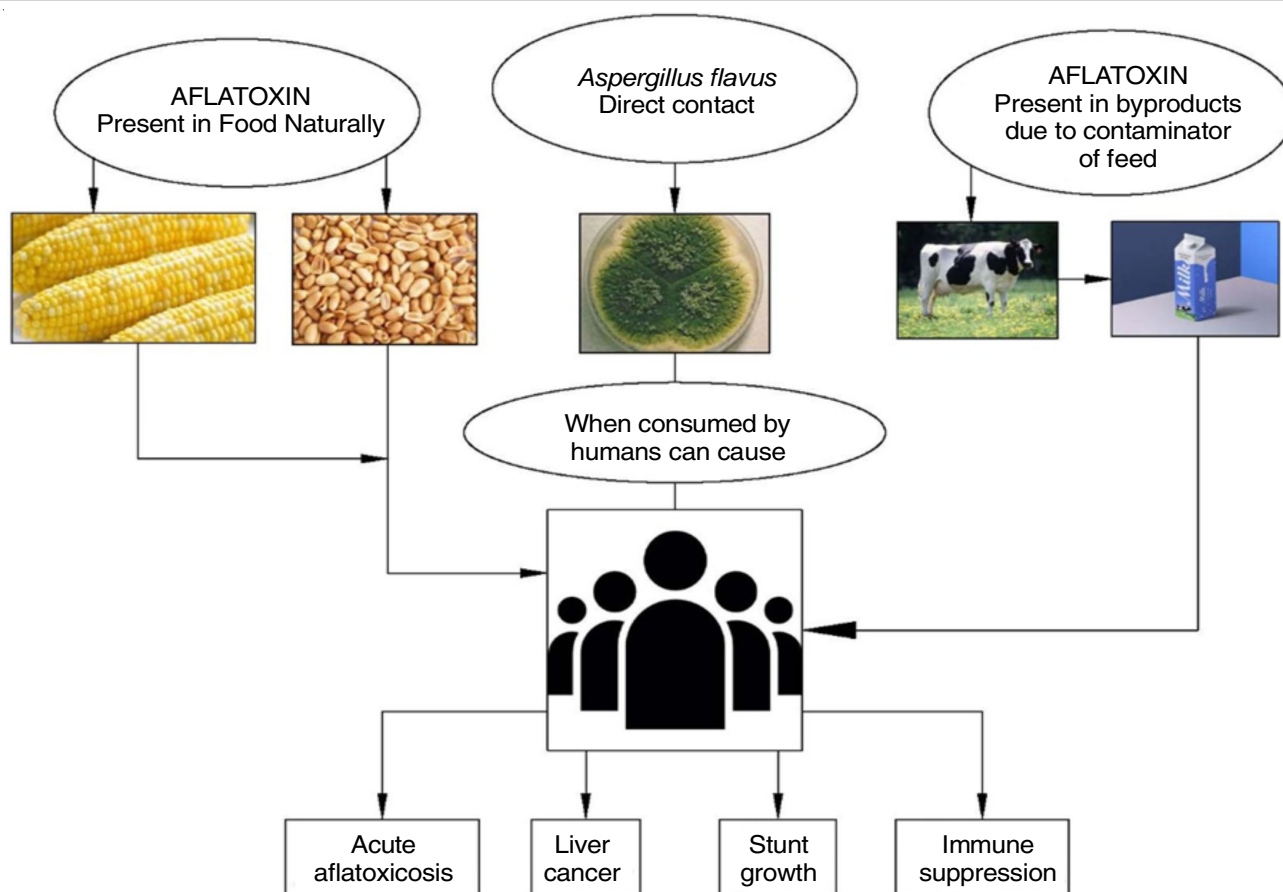 AFLATOXIN
Present in Food Naturally
Aspergillus flavus
Direct contact
AFLATOXIN
Present in byproducts
due to contaminator
of feed
Milk
When consumed by
humans can cause
Acute
aflatoxicosis
Liver
cancer
Stunt
growth
Immune
suppression